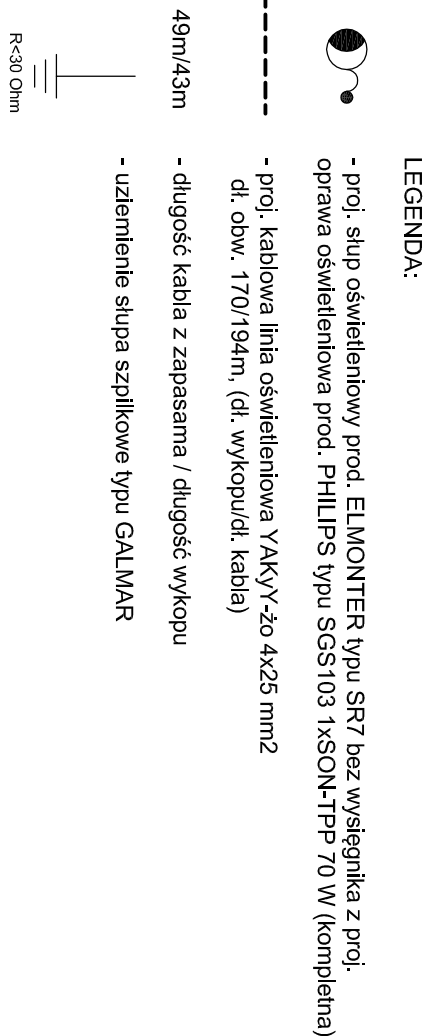 LEGENDA:
- proj. słup oświetleniowy prod. ELMONTER typu SR7 bez wysięgnika z proj.
oprawa oświetleniowa prod. PHILIPS typu SGS103 1xSON-TPP 70 W (kompletna)
- proj. kablowa linia oświetleniowa YAKyY-żo 4x25 mm2
dł. obw. 170/194m, (dł. wykopu/dł. kabla)
49m/43m - długość kabla z zapasama / długość wykopu
- uziemienie słupa szpilkowe typu GALMAR
R<30 Ohm